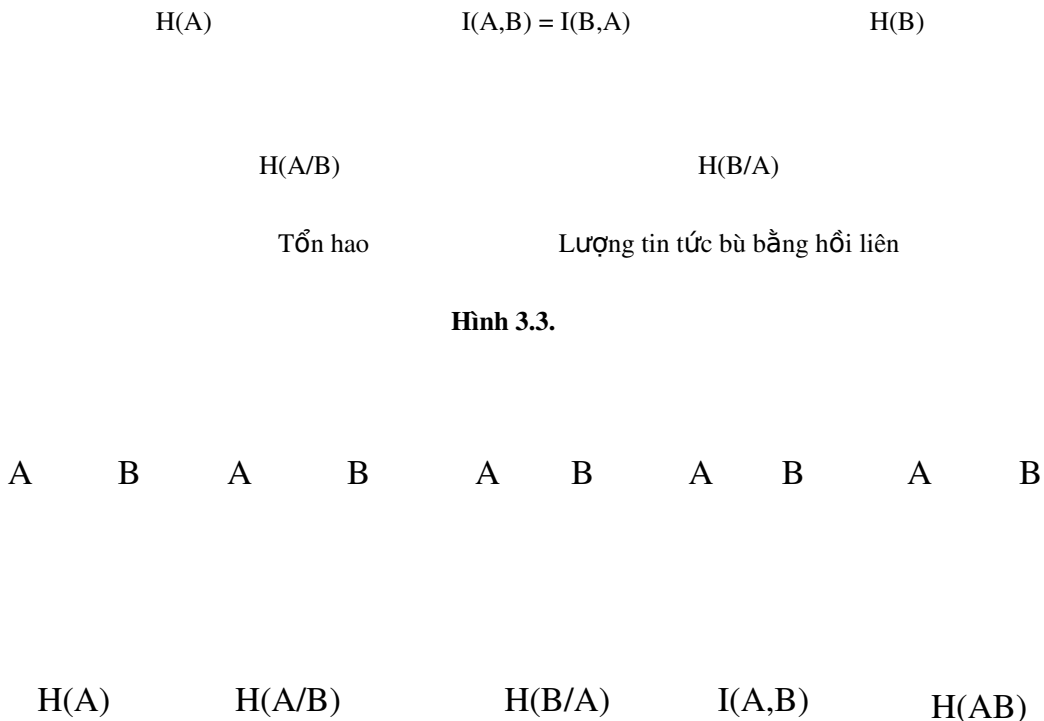 H(A) I(A,B) = I(B,A) H(B)
H(A/B) H(B/A)
Tổn hao Lượng tin tức bù bằng hồi liên
Hình 3.3.
A B A B A B A B A B
H(A) H(A/B) H(B/A) I(A,B) H(AB)